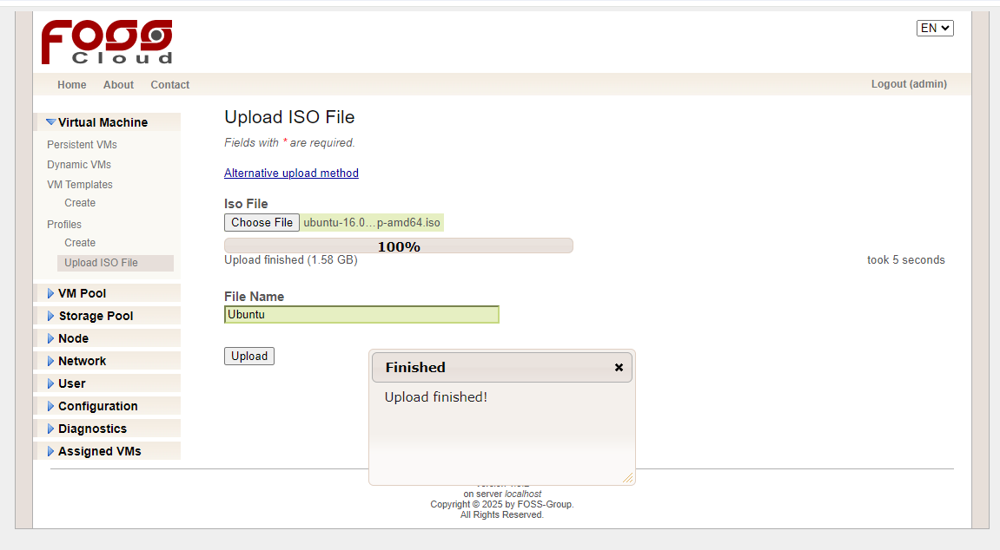 FOSS
Cloud
EN
Home About Contact
Logout (admin)
Virtual Machine
Persistent VMs
Dynamic VMs
VM Templates
Create
Profiles
Create
Upload ISO File
VM Pool
Storage Pool
Node
Network
User
Configuration
Diagnostics
Assigned VMs
Upload ISO File
Fields with * are required.
Alternative upload method
Iso File
Choose File ubuntu-16.0...p-amd64.iso
100%
Upload finished (1.58 GB) took 5 seconds
File Name
Ubuntu
Upload
Finished
Upload finished!
on server localhost
Copyright © 2025 by FOSS-Group.
All Rights Reserved.